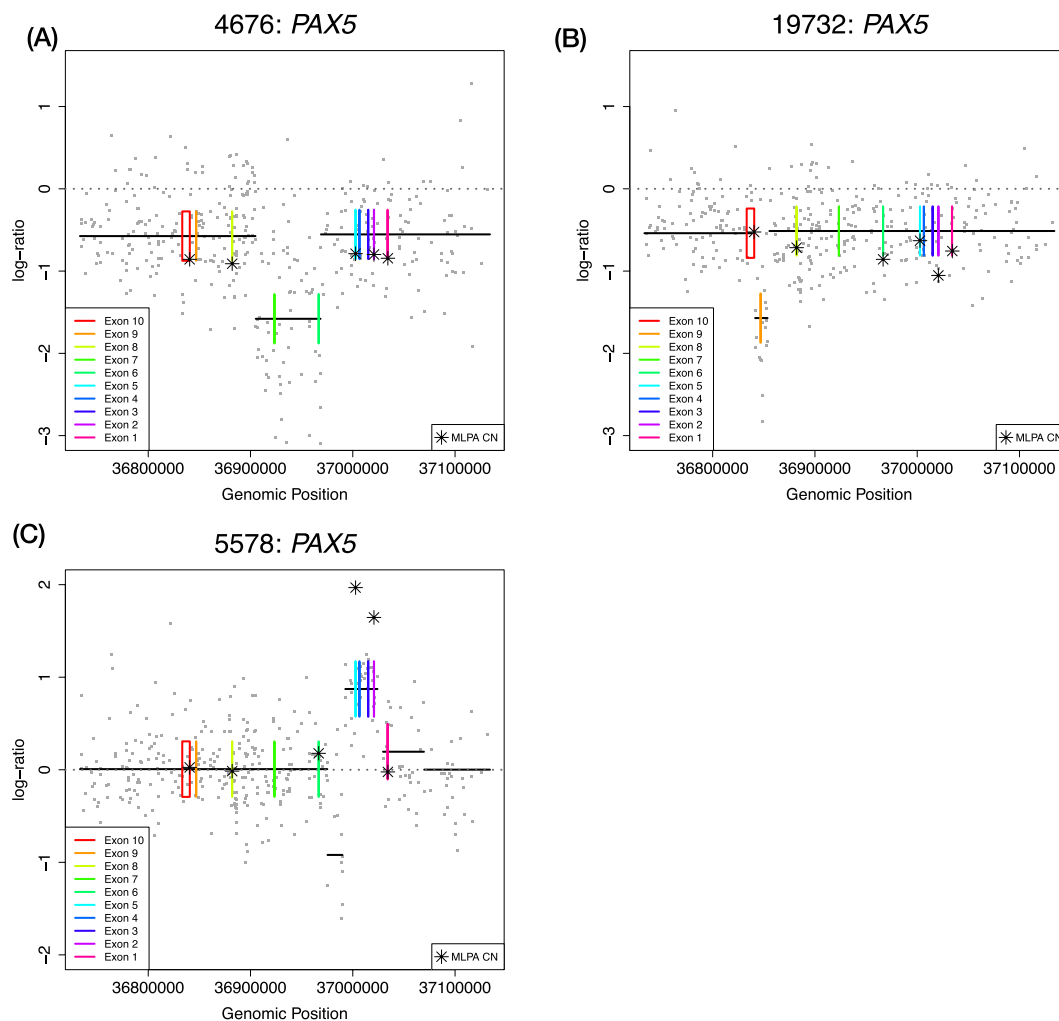 (A)
4676: PAX5
log−ratio
1
0
−1
−2
−3
Exon 10
Exon 9
Exon 8
Exon 7
Exon 6
Exon 5
Exon 4
Exon 3
Exon 2
Exon 1
MLPA CN
36800000 36900000 37000000 37100000
Genomic Position
(B)
19732: PAX5
log−ratio
1
0
−1
−2
−3
Exon 10
Exon 9
Exon 8
Exon 7
Exon 6
Exon 5
Exon 4
Exon 3
Exon 2
Exon 1
MLPA CN
36800000 36900000 37000000 37100000
Genomic Position
(C)
5578: PAX5
log−ratio
2
1
0
−1
−2
Exon 10
Exon 9
Exon 8
Exon 7
Exon 6
Exon 5
Exon 4
Exon 3
Exon 2
Exon 1
MLPA CN
36800000 36900000 37000000 37100000
Genomic Position